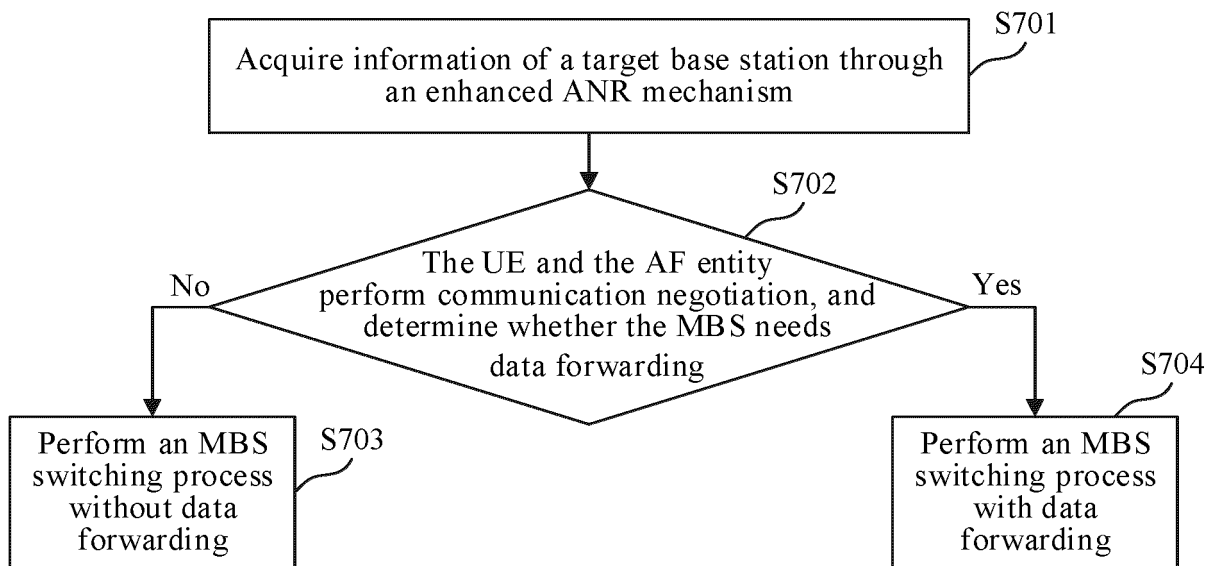 S701
Acquire information of a target base station through
an enhanced ANR mechanism
S702
The UE and the AF entity
perform communication negotiation, and
determine whether the MBS needs
data forwarding
No
Yes
S703
Perform an MBS
switching process
without data
forwarding
S704
Perform an MBS
switching process
with data
forwarding